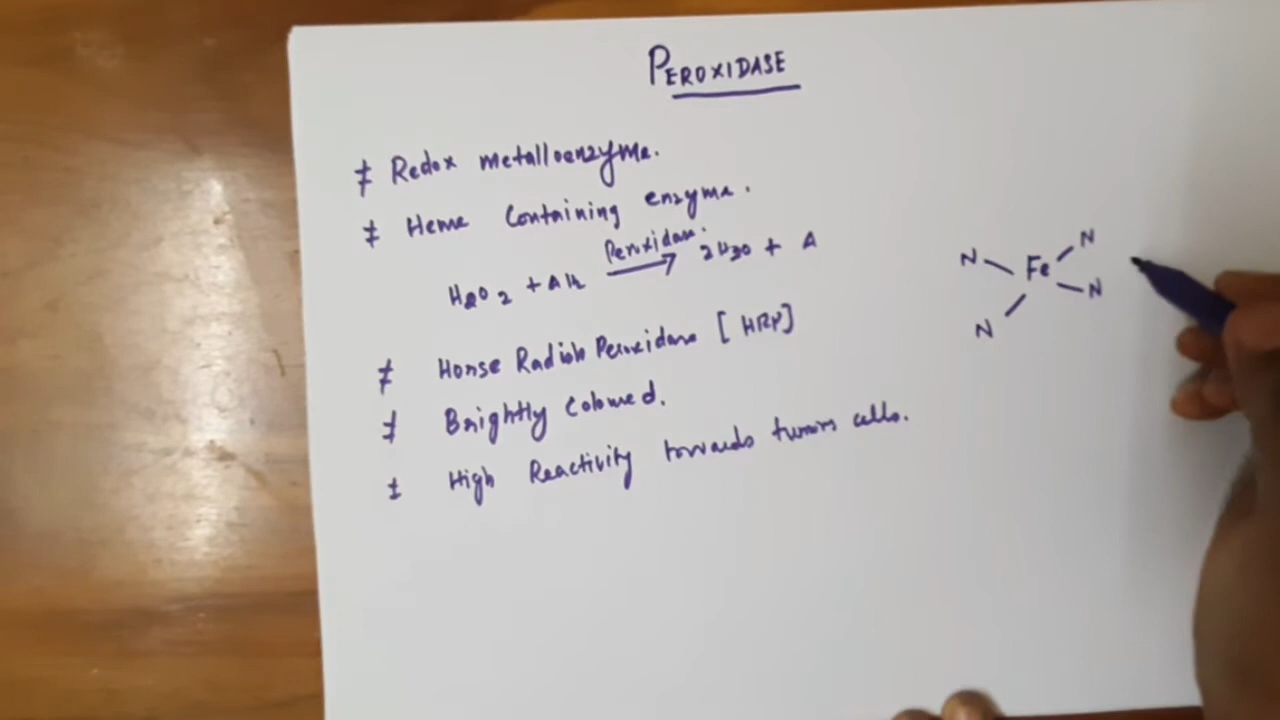 PEROXIDASE
Redox metalloenzyme.
Heme Containing enzyme.
Peroxidase.
H2O2 + AH2 → 2H2O + A
Horse Radish Peroxidase [HRP]
Brightly Coloured.
High Reactivity towards tumor cells.
N Fe N
N N